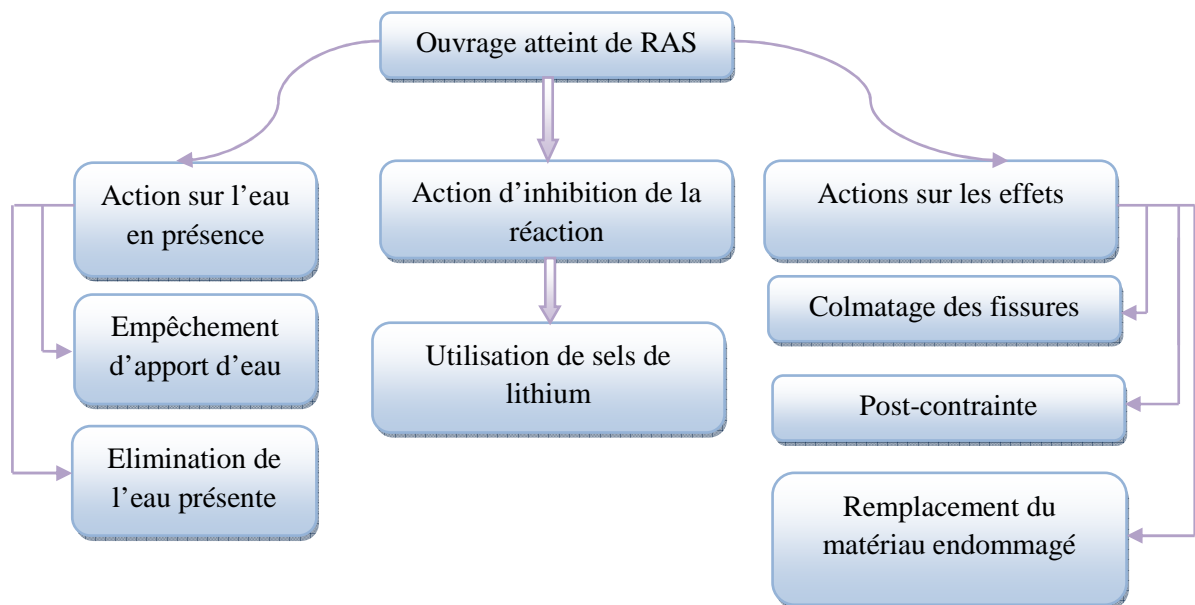 Ouvrage atteint de RAS
Action sur l’eau
en présence
Empêchement
d’apport d’eau
Elimination de
l’eau présente
Action d’inhibition de la
réaction
Utilisation de sels de
lithium
Actions sur les effets
Colmatage des fissures
Post-contrainte
Remplacement du
matériau endommagé